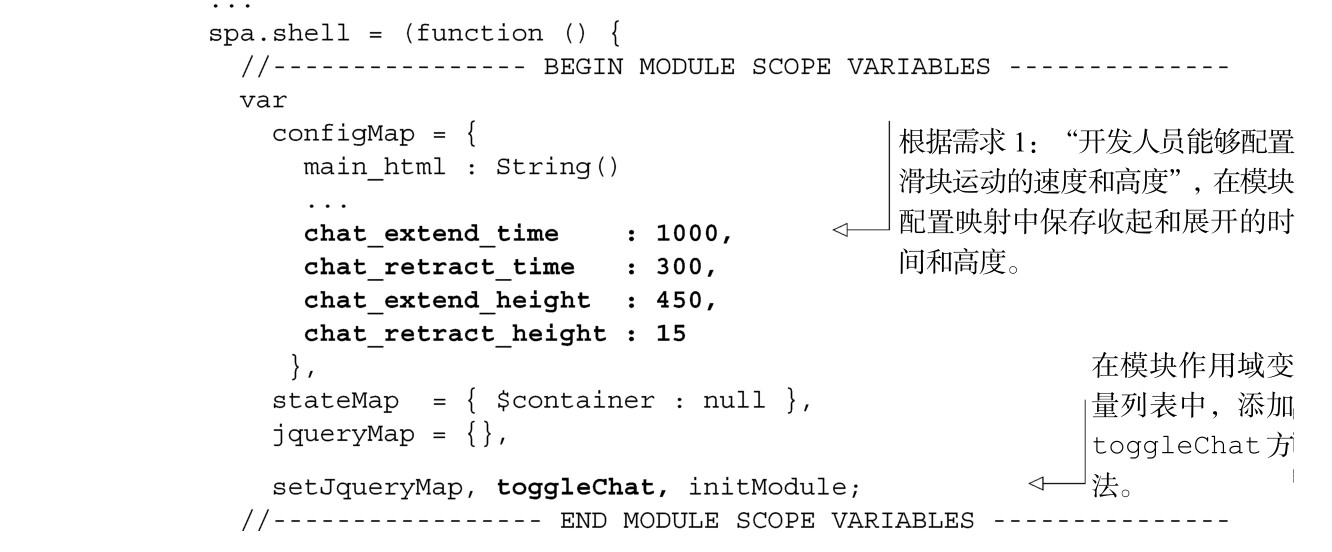 ...
spa.shell = (function () {
//---------------- BEGIN MODULE SCOPE VARIABLES --------------
var
configMap = {
main_html : String()
...
chat_extend_time : 1000,
chat_retract_time : 300,
chat_extend_height : 450,
chat_retract_height : 15
},
stateMap = { $container : null },
jqueryMap = {},
setJqueryMap, toggleChat, initModule;
//----------------- END MODULE SCOPE VARIABLES ---------------
根据需求 1：“开发人员能够配置
滑块运动的速度和高度”，在模块
配置映射中保存收起和展开的时
间和高度。
在模块作用域变
量列表中，添加
toggleChat 方
法。